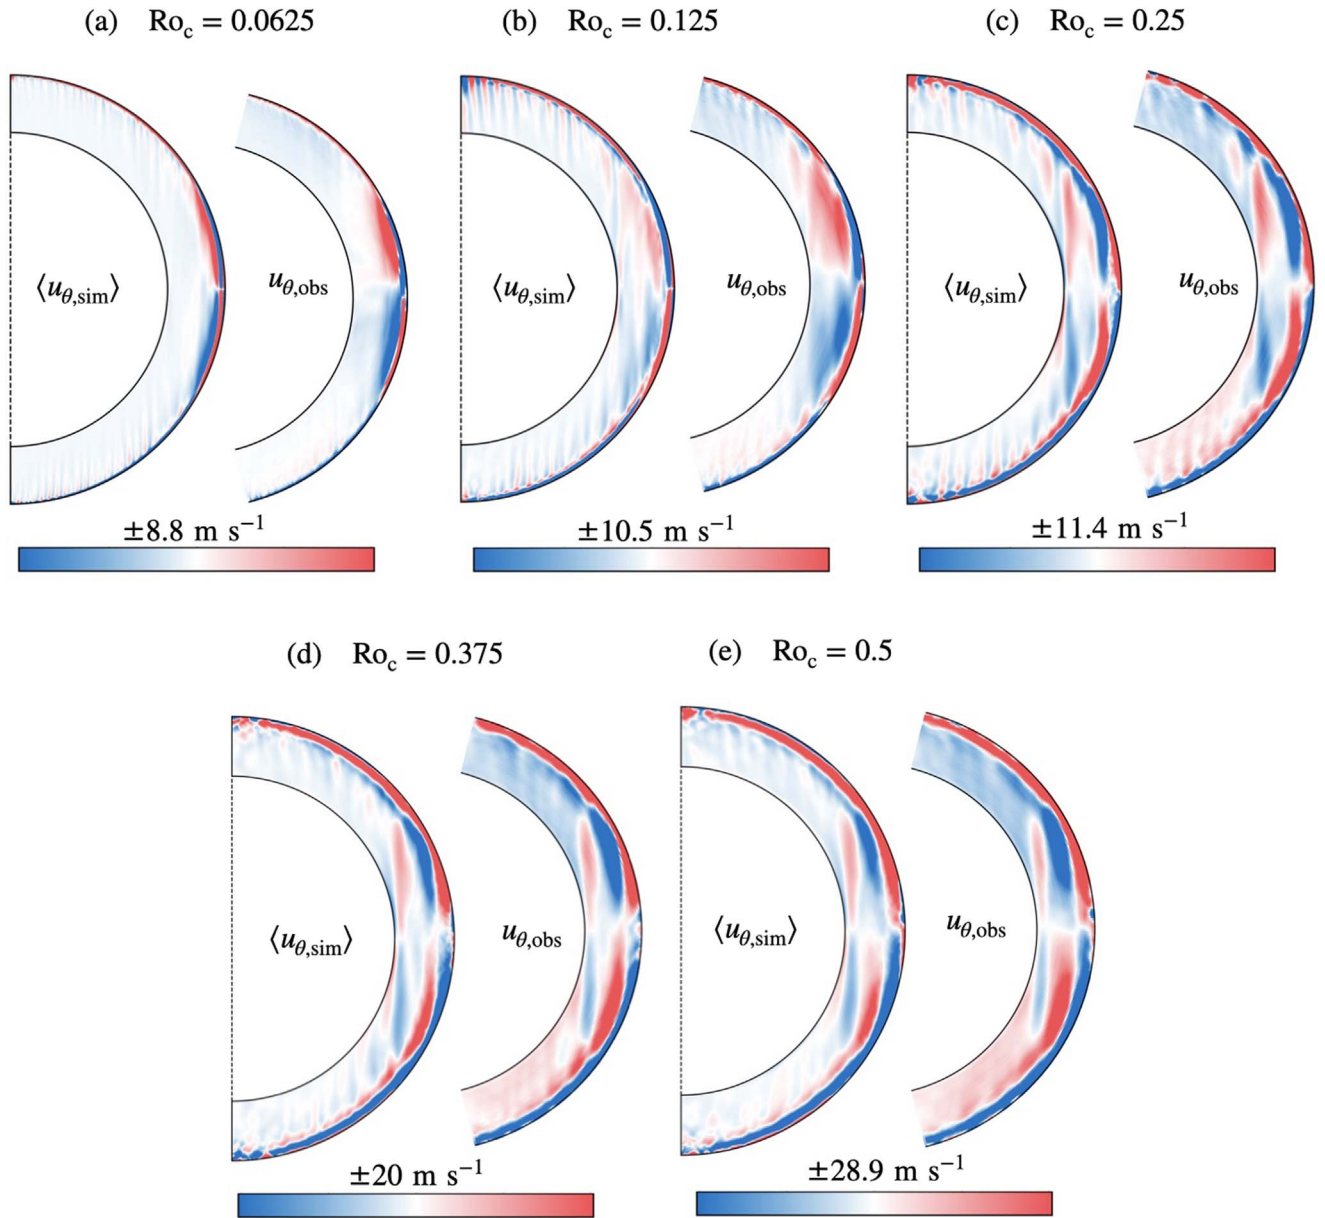 (a) Ro_c = 0.0625
(b) Ro_c = 0.125
(c) Ro_c = 0.25
⟨u_θ,sim⟩
u_θ,obs
⟨u_θ,sim⟩
u_θ,obs
⟨u_θ,sim⟩
u_θ,obs
±8.8 m s⁻¹
±10.5 m s⁻¹
±11.4 m s⁻¹
(d) Ro_c = 0.375
(e) Ro_c = 0.5
⟨u_θ,sim⟩
u_θ,obs
⟨u_θ,sim⟩
u_θ,obs
±20 m s⁻¹
±28.9 m s⁻¹